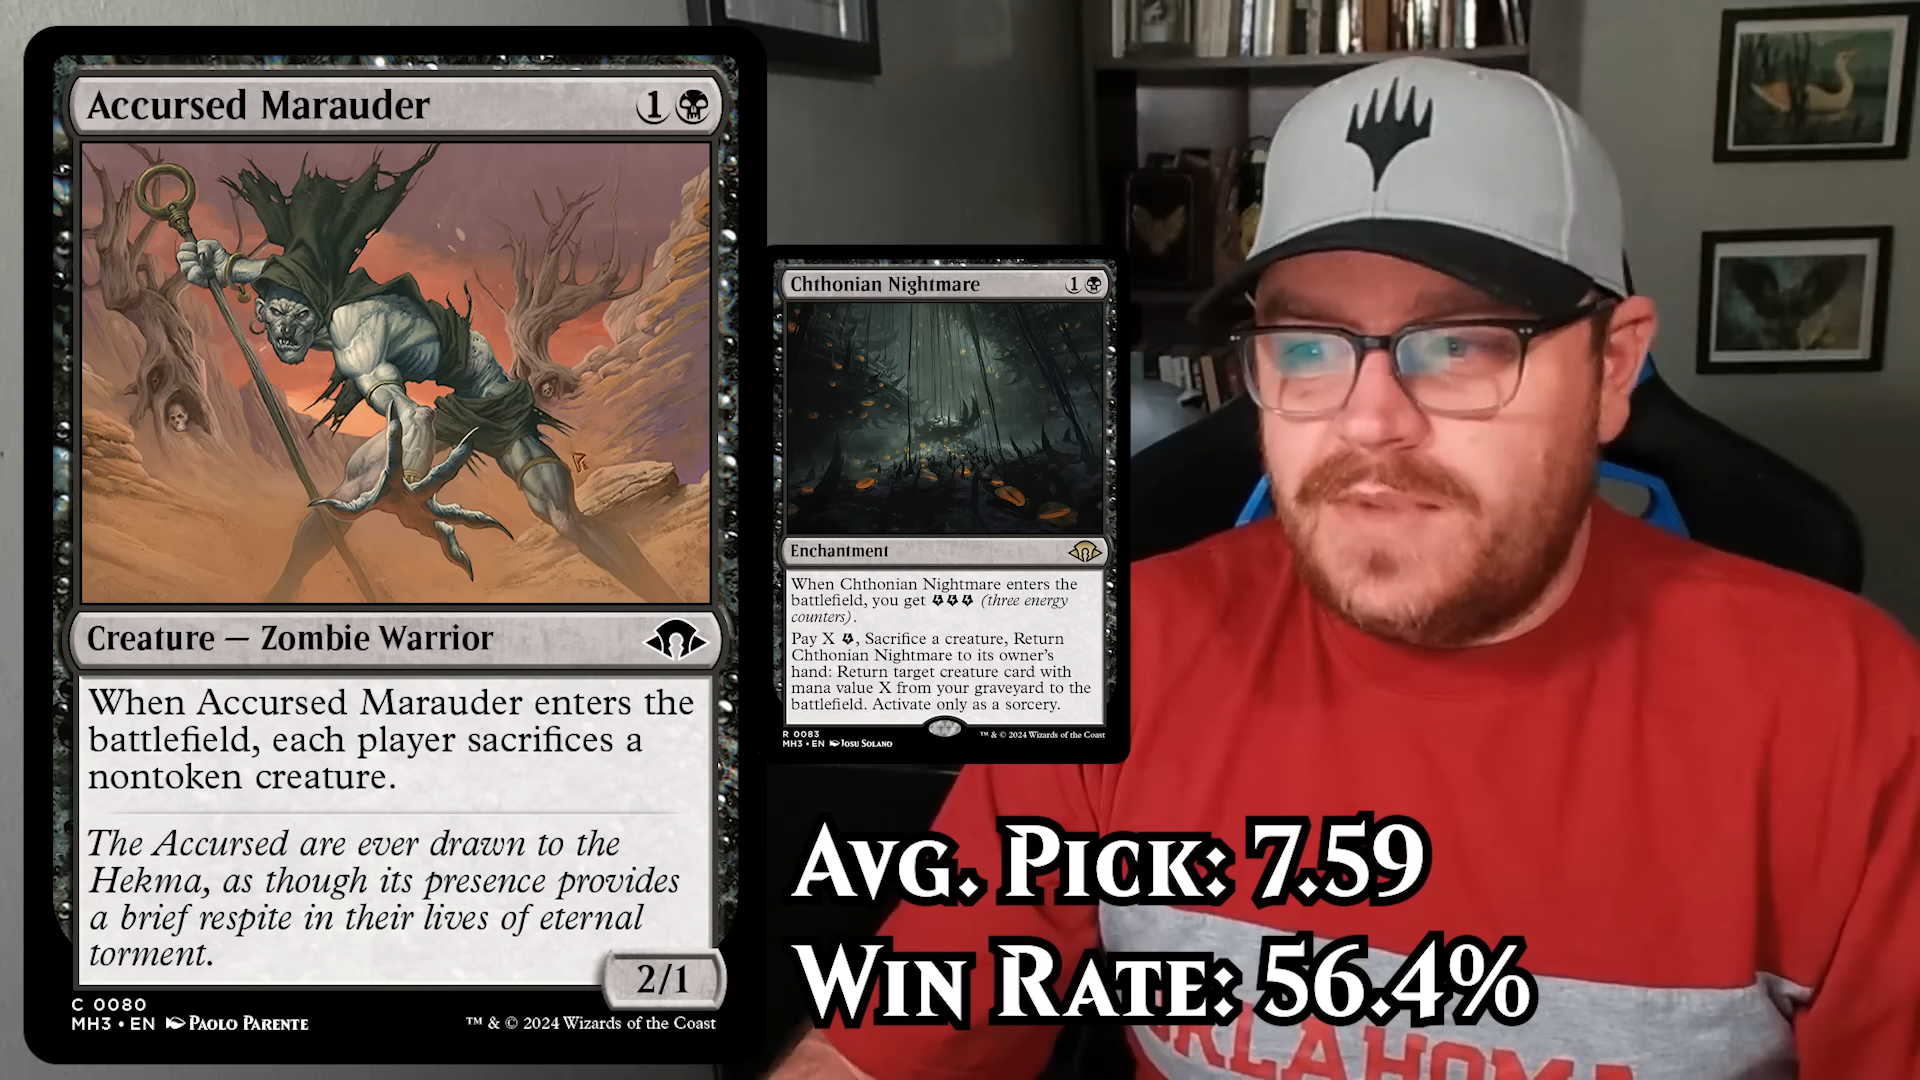 Accursed Marauder 1
Creature — Zombie Warrior
When Accursed Marauder enters the
battlefield, each player sacrifices a
nontoken creature.
The Accursed are ever drawn to the
Hekma, as though its presence provides
a brief respite in their lives of eternal
torment.
2/1
C 0080
MH3 • EN PAOLO PARENTE
™ & © 2024 Wizards of the Coast
Chthonian Nightmare 1
Enchantment
When Chthonian Nightmare enters the
battlefield, you get (three energy
counters).
Pay X , Sacrifice a creature, Return
Chthonian Nightmare to its owner's
hand: Return target creature card with
mana value X from your graveyard to the
battlefield. Activate only as a sorcery.
R 0083
MH3 • EN JOSU SOLANO
™ & © 2024 Wizards of the Coast
AVG. PICK: 7.59
WIN RATE: 56.4%
OKLAHOMA